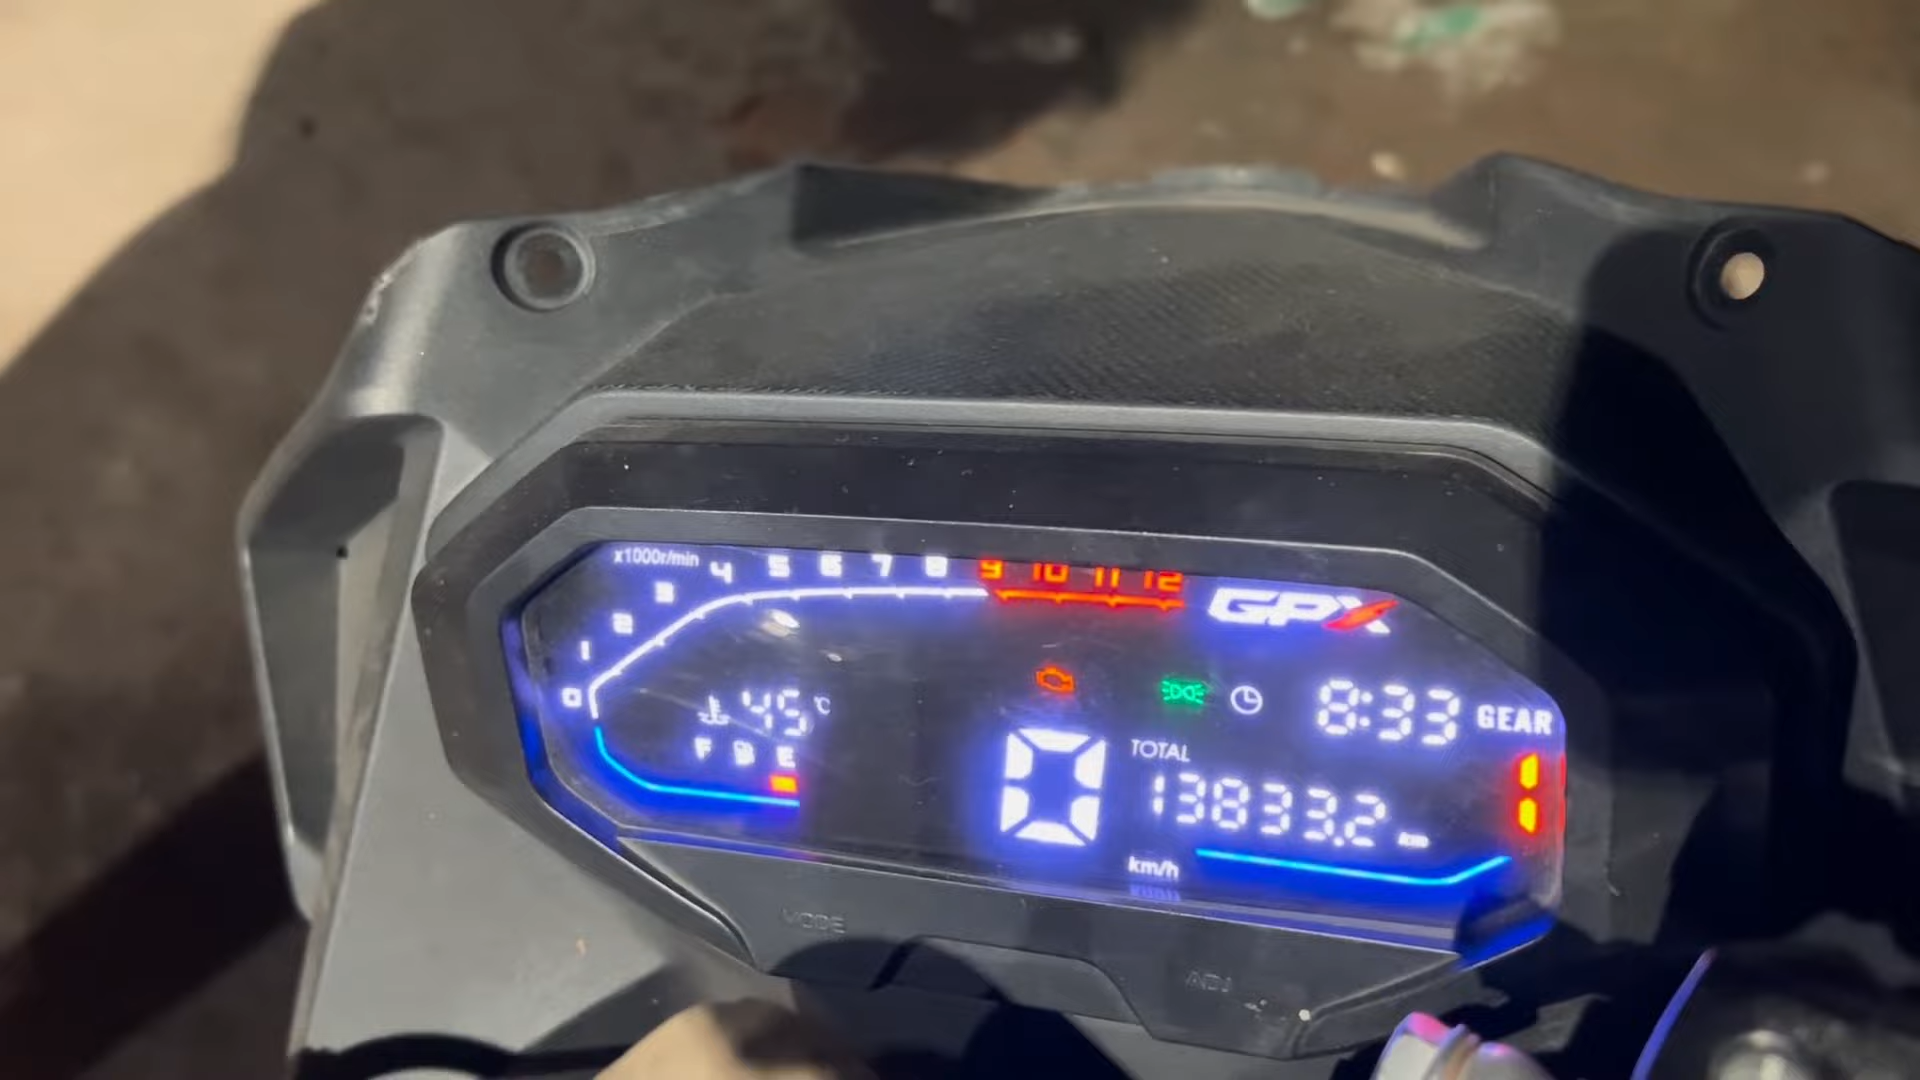 x1000r/min
0 1 2 3 4 5 6 7 8 9 10 11 12
GPX
45 °C
8:33
GEAR
F E
1
0
TOTAL
13833.2
km/h
MODE
ADJ